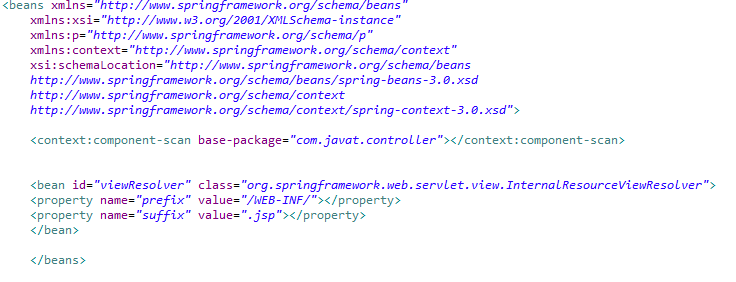 <beans xmlns="http://www.springframework.org/schema/beans"
xmlns:xsi="http://www.w3.org/2001/XMLSchema-instance"
xmlns:p="http://www.springframework.org/schema/p"
xmlns:context="http://www.springframework.org/schema/context"
xsi:schemaLocation="http://www.springframework.org/schema/beans
http://www.springframework.org/schema/beans/spring-beans-3.0.xsd
http://www.springframework.org/schema/context
http://www.springframework.org/schema/context/spring-context-3.0.xsd">
<context:component-scan base-package="com.javat.controller"></context:component-scan>
<bean id="viewResolver" class="org.springframework.web.servlet.view.InternalResourceViewResolver">
<property name="prefix" value="/WEB-INF/"></property>
<property name="suffix" value=".jsp"></property>
</bean>
</beans>